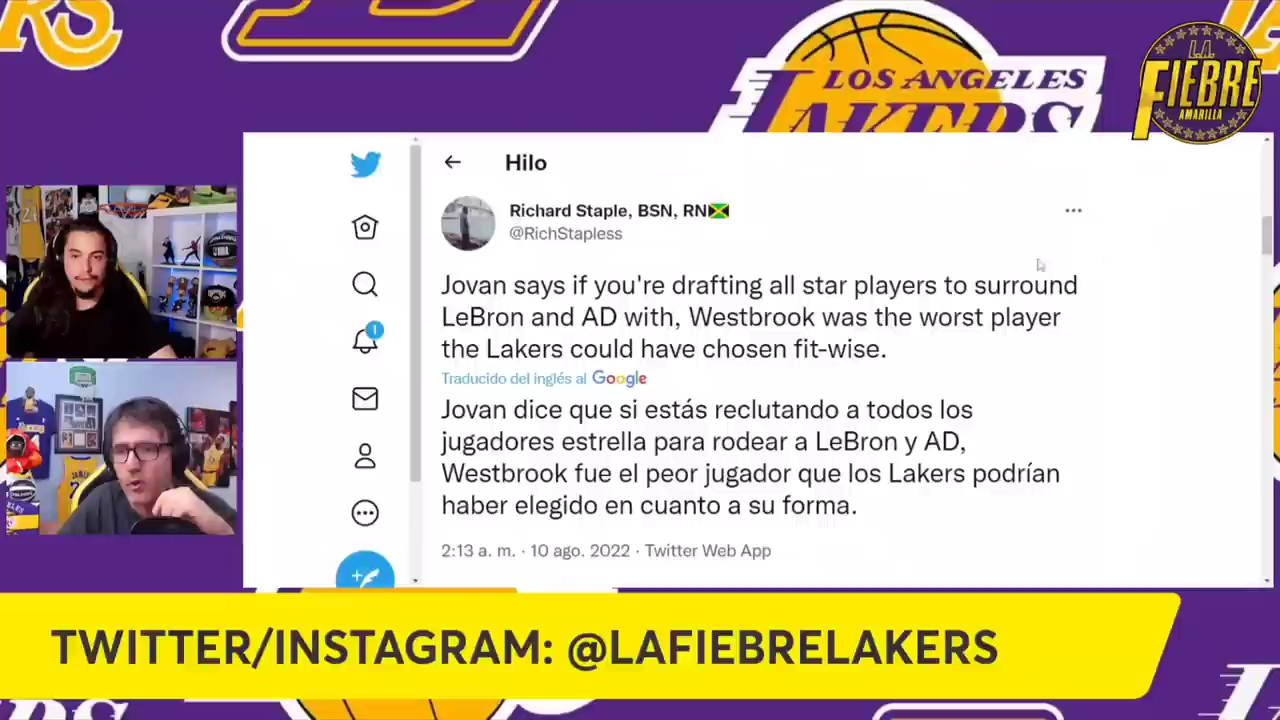 RS
LOS ANGELES
LAKERS
L.A.
FIEBRE
AMARILLA
Hilo
Richard Staple, BSN, RN
@RichStapless
Jovan says if you're drafting all star players to surround
LeBron and AD with, Westbrook was the worst player
the Lakers could have chosen fit-wise.
Traducido del inglés al Google
Jovan dice que si estás reclutando a todos los
jugadores estrella para rodear a LeBron y AD,
Westbrook fue el peor jugador que los Lakers podrían
haber elegido en cuanto a su forma.
2:13 a. m. · 10 ago. 2022 · Twitter Web App
1
TWITTER/INSTAGRAM: @LAFIEBRELAKERS